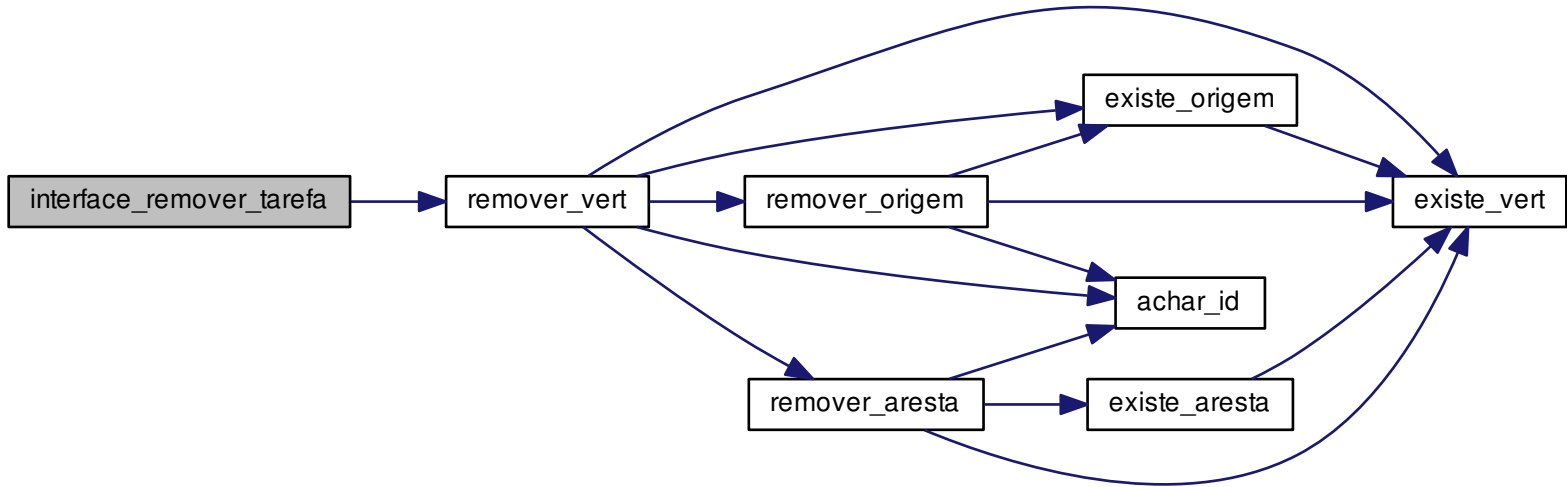 existe_origem
interface_remover_tarefa
remover_vert
remover_origem
existe_vert
achar_id
remover_aresta
existe_aresta